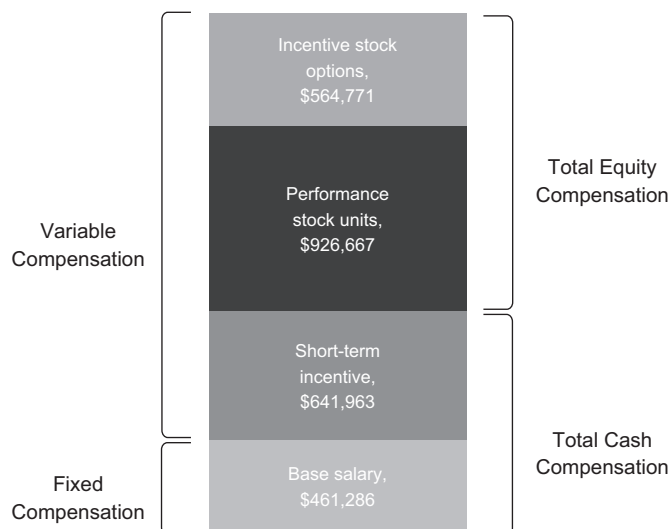 Incentive stock
options,
$564,771
Performance
stock units,
$926,667
Total Equity
Compensation
Variable
Compensation
Short-term
incentive,
$641,963
Total Cash
Compensation
Fixed
Compensation
Base salary,
$461,286